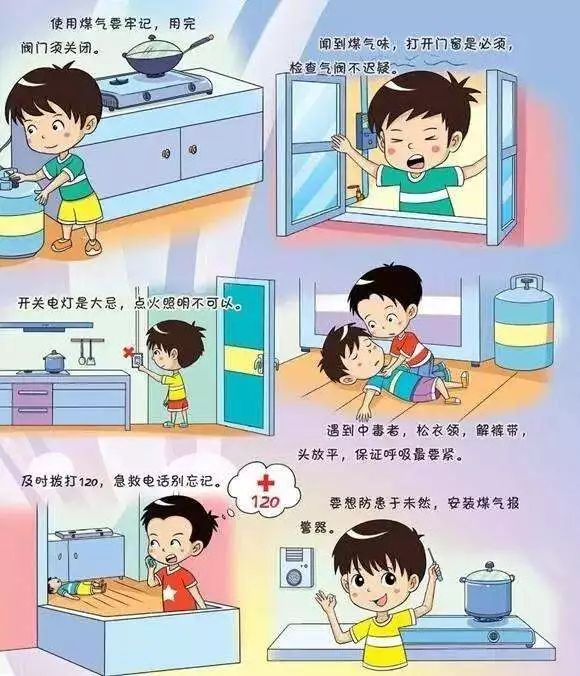 使用煤气要牢记，用完
阀门须关闭。
闻到煤气味，打开门窗是必须，
检查气阀不迟疑。
开关电灯是大忌，点火照明不可以。
遇到中毒者，松衣领，解裤带，
头放平，保证呼吸最要紧。
及时拨打120，急救电话别忘记。
120
要想防患于未然，安装煤气报
警器。